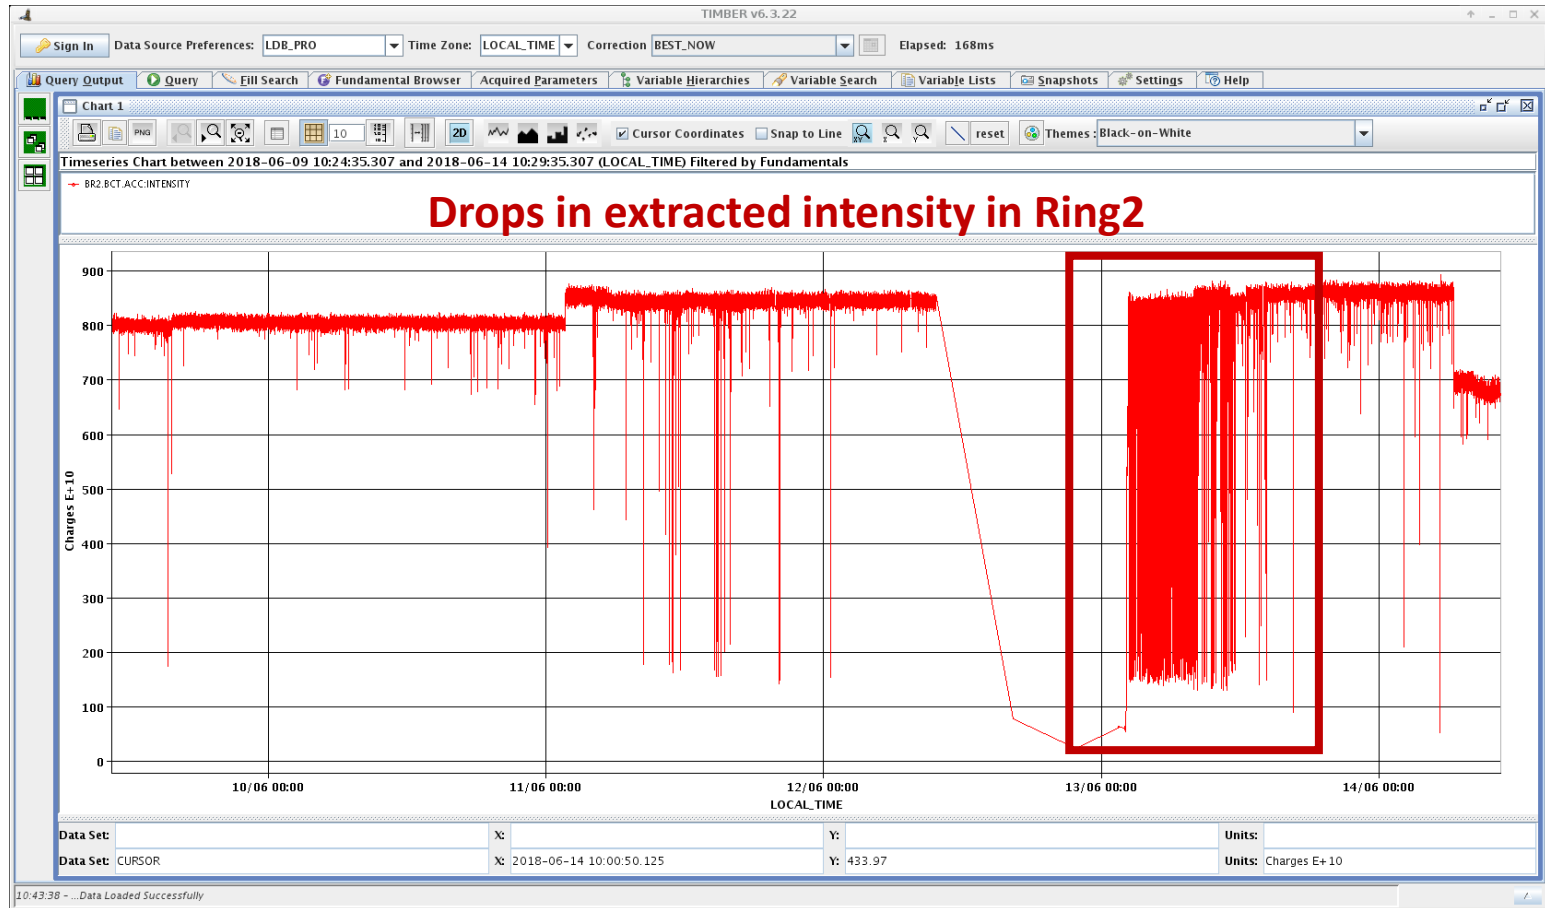 TIMBER v6.3.22
Sign In Data Source Preferences: LDB_PRO Time Zone: LOCAL_TIME Correction BEST_NOW Elapsed: 168ms
Query Output Query Fill Search Fundamental Browser Acquired Parameters Variable Hierarchies Variable Search Variable Lists Snapshots Settings Help
Chart 1
PNG 10 2D Cursor Coordinates Snap to Line reset Themes : Black-on-White
Timeseries Chart between 2018-06-09 10:24:35.307 and 2018-06-14 10:29:35.307 (LOCAL_TIME) Filtered by Fundamentals
BR2.BCT.ACC:INTENSITY
Drops in extracted intensity in Ring2
900
800
700
600
500
400
300
200
100
0
Charges E+10
10/06 00:00 11/06 00:00 12/06 00:00 13/06 00:00 14/06 00:00
LOCAL_TIME
Data Set: X: Y: Units:
Data Set: CURSOR X: 2018-06-14 10:00:50.125 Y: 433.97 Units: Charges E+10
10:43:38 - ...Data Loaded Successfully